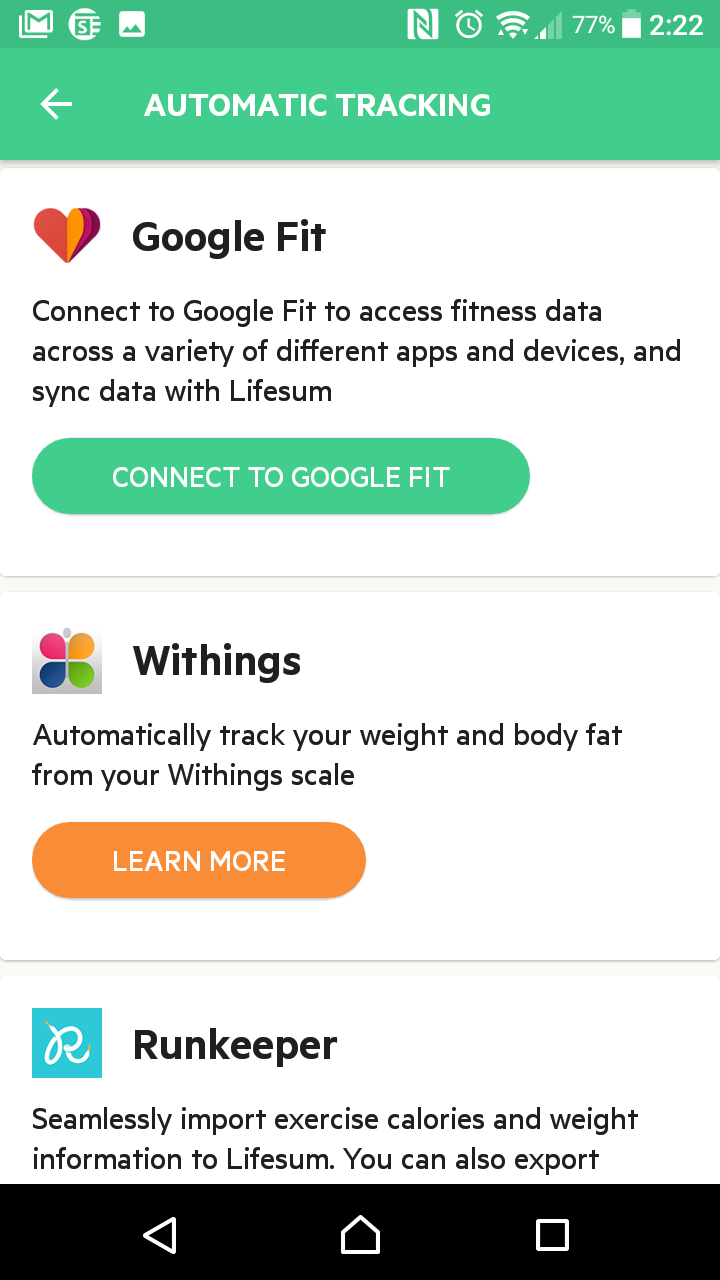 77% 2:22
AUTOMATIC TRACKING
Google Fit
Connect to Google Fit to access fitness data
across a variety of different apps and devices, and
sync data with Lifesum
CONNECT TO GOOGLE FIT
Withings
Automatically track your weight and body fat
from your Withings scale
LEARN MORE
Runkeeper
Seamlessly import exercise calories and weight
information to Lifesum. You can also export